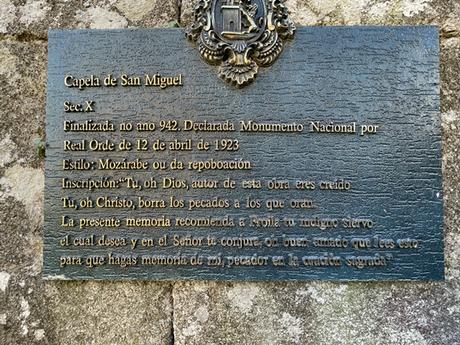 Capela de San Miguel
Sec. X
Finalizada no ano 942. Declarada Monumento Nacional por
Real Orde de 12 de abril de 1923
Estilo: Mozárabe ou da repoboación
Inscripción: "Tu, oh Dios, autor de esta obra eres creido
Tu, oh Christo, borra los pecados a los que oran.
La presente memoria recomienda a Froila tu indigno siervo
el cual desea y en el Señor te conjura, oh buen amado que lees esto
para que hagas memoria de mi, pecador en la oración sagrada"